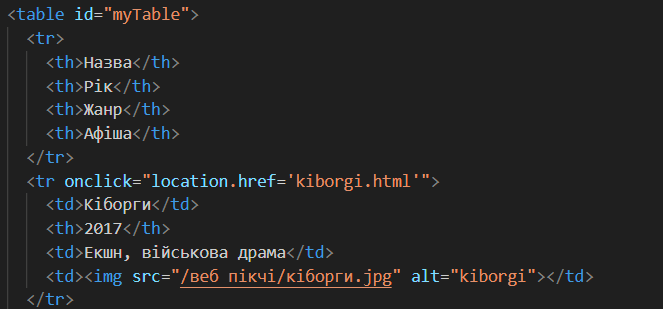 <table id="myTable">
<tr>
<th>Назва</th>
<th>Рік</th>
<th>Жанр</th>
<th>Афіша</th>
</tr>
<tr onclick="location.href='kiborgi.html'">
<td>Кіборги</td>
<th>2017</th>
<td>Екшн, військова драма</td>
<td><img src="/веб пікчі/кіборги.jpg" alt="kiborgi"></td>
</tr>